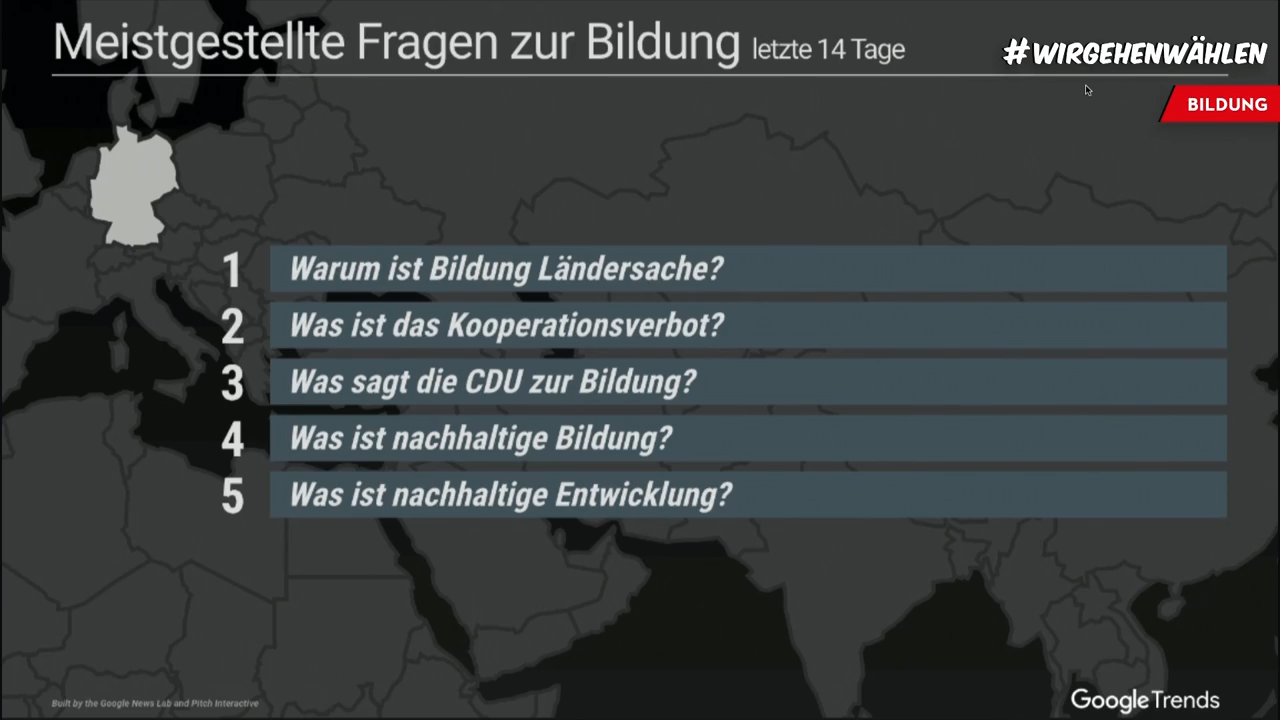 Meistgestellte Fragen zur Bildung letzte 14 Tage
#WIRGEHENWÄHLEN
BILDUNG
1 Warum ist Bildung Ländersache?
2 Was ist das Kooperationsverbot?
3 Was sagt die CDU zur Bildung?
4 Was ist nachhaltige Bildung?
5 Was ist nachhaltige Entwicklung?
Built by the Google News Lab and Pitch Interactive
GoogleTrends